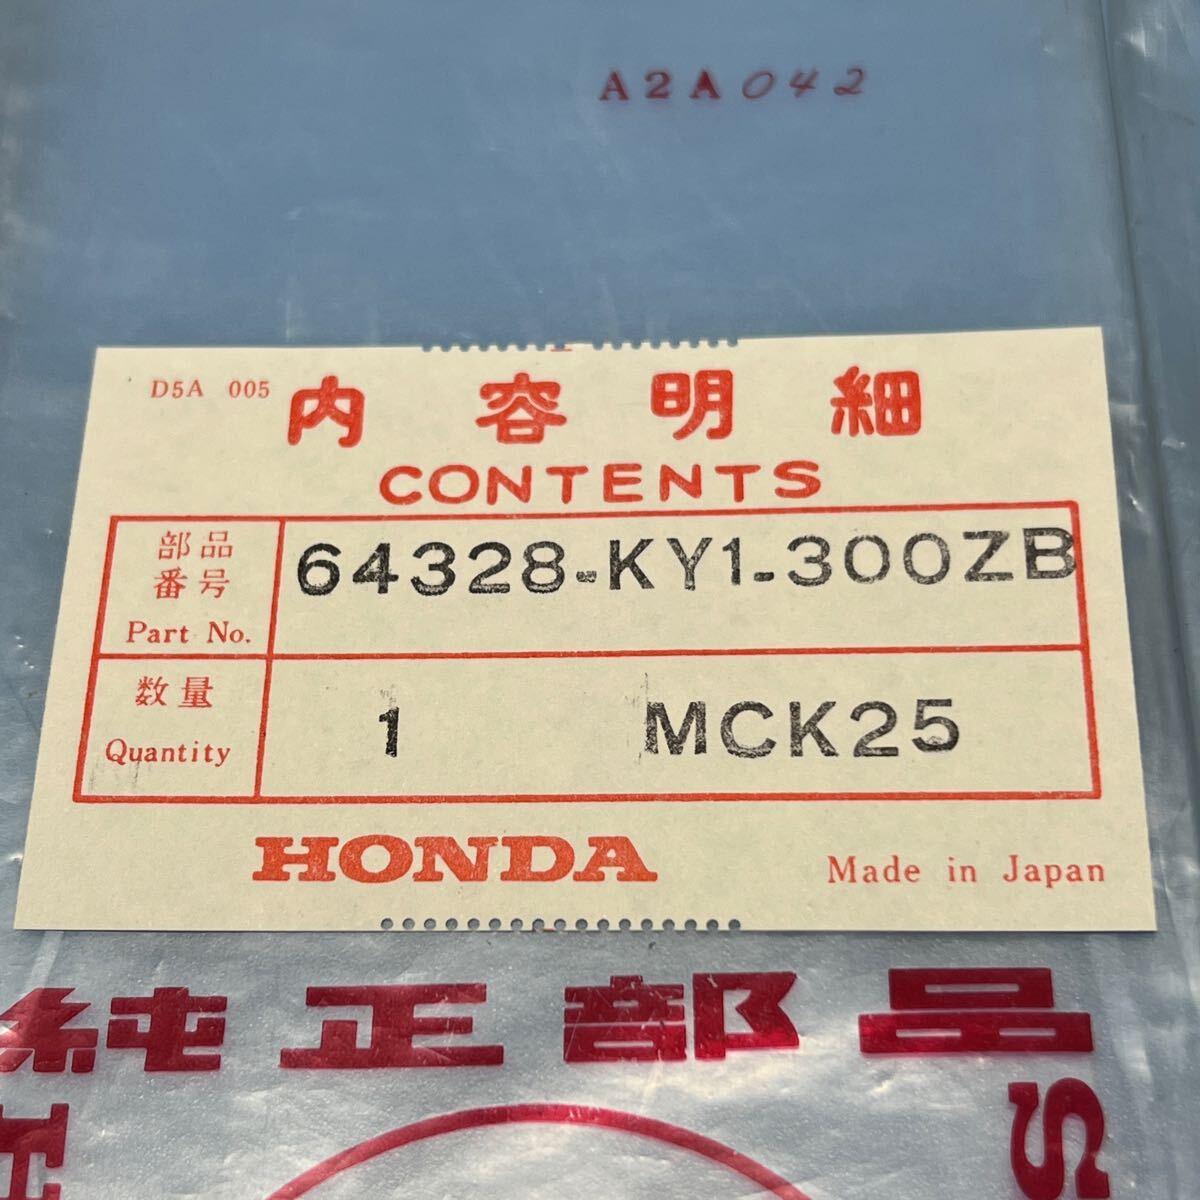 A2A042
D5A 005
内容明細
CONTENTS
部品番号
Part No.
64328-KY1-300ZB
数量
Quantity
1 MCK25
HONDA
Made in Japan
純正部品